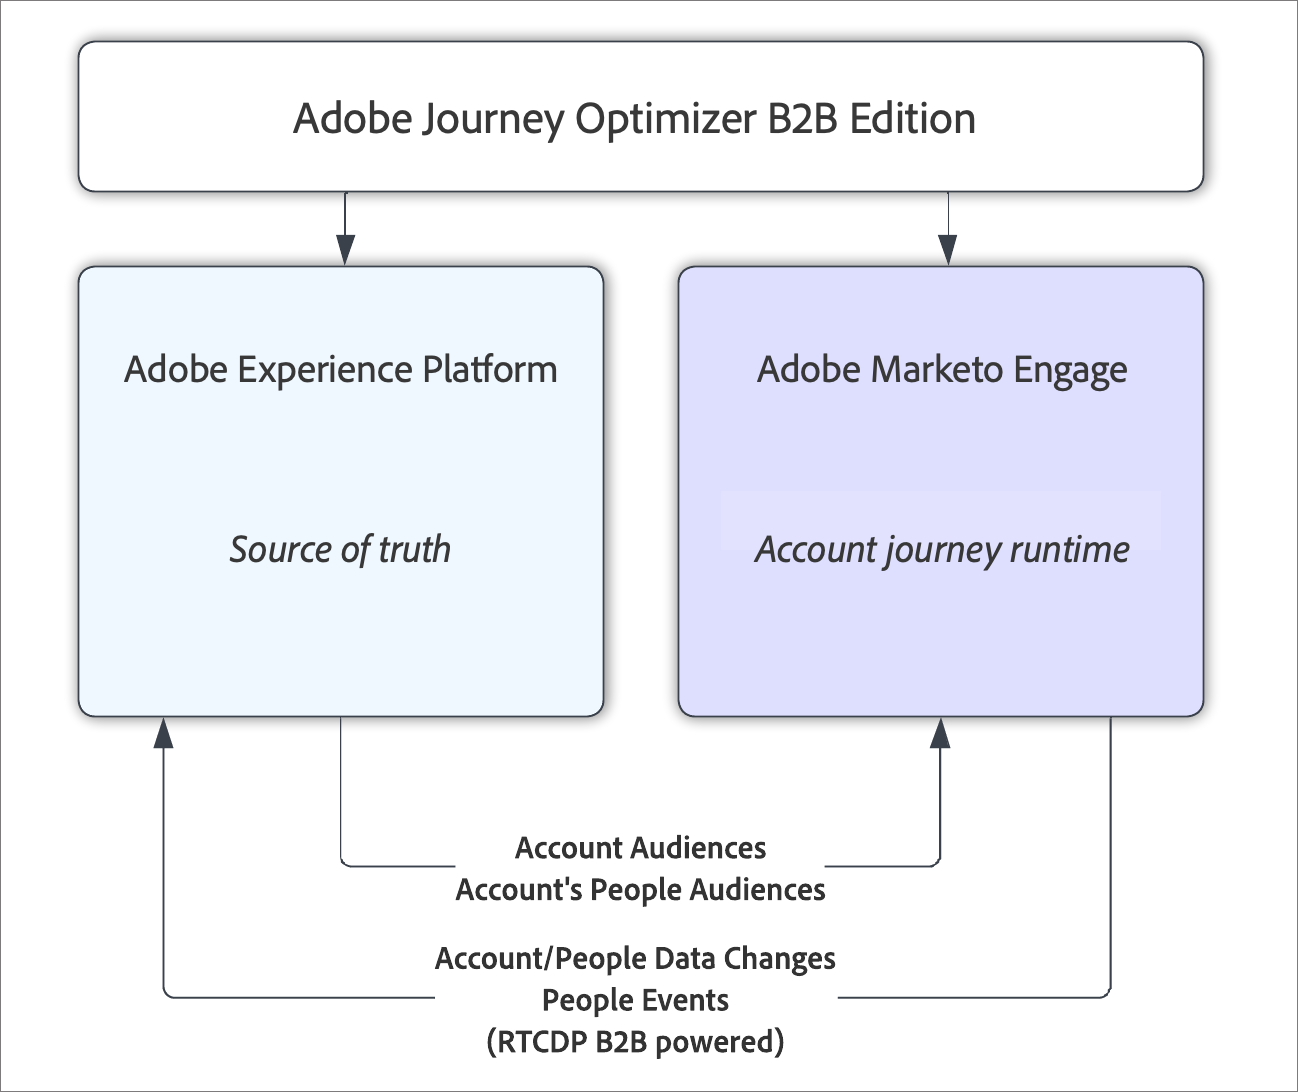 Adobe Journey Optimizer B2B Edition
Adobe Experience Platform
Source of truth
Adobe Marketo Engage
Account journey runtime
Account Audiences
Account's People Audiences
Account/People Data Changes
People Events
(RTCDP B2B powered)